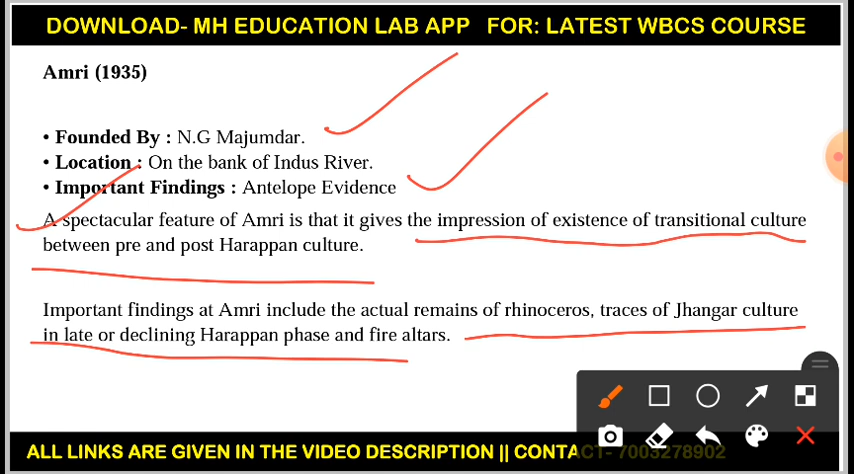 DOWNLOAD- MH EDUCATION LAB APP   FOR: LATEST WBCS COURSE
Amri (1935)
• Founded By : N.G Majumdar.
• Location : On the bank of Indus River.
• Important Findings : Antelope Evidence
A spectacular feature of Amri is that it gives the impression of existence of transitional culture
between pre and post Harappan culture.
Important findings at Amri include the actual remains of rhinoceros, traces of Jhangar culture
in late or declining Harappan phase and fire altars.
ALL LINKS ARE GIVEN IN THE VIDEO DESCRIPTION || CONTACT- 7003278902